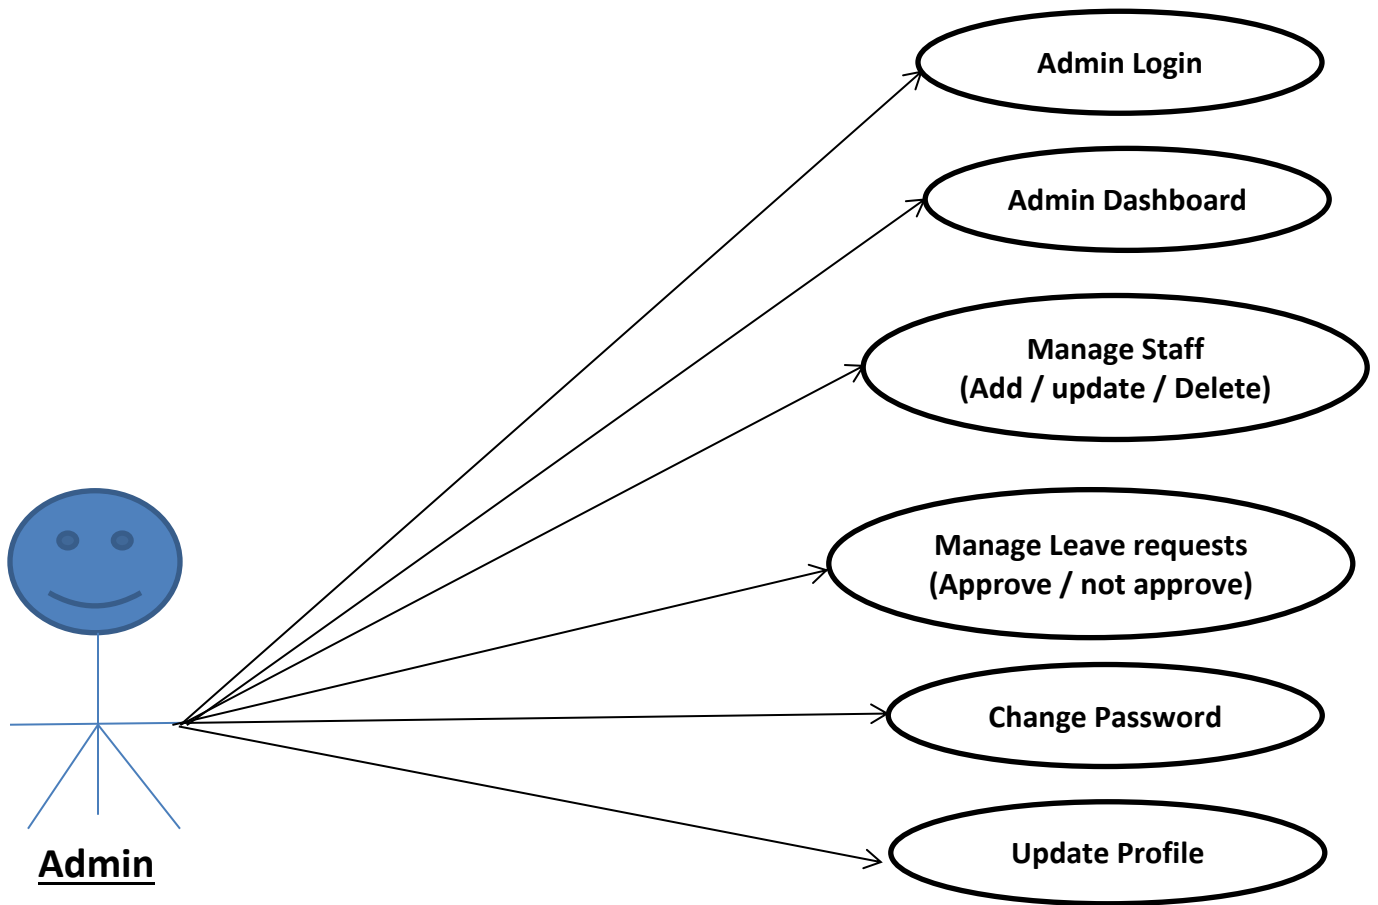 Admin Login
Admin Dashboard
Manage Staff
(Add / update / Delete)
Manage Leave requests
(Approve / not approve)
Change Password
Update Profile
Admin